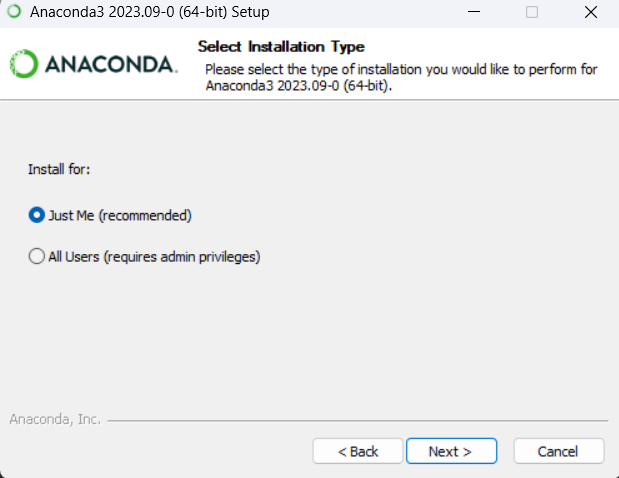 Anaconda3 2023.09-0 (64-bit) Setup
ANACONDA.
Select Installation Type
Please select the type of installation you would like to perform for
Anaconda3 2023.09-0 (64-bit).
Install for:
Just Me (recommended)
All Users (requires admin privileges)
Anaconda, Inc.
< Back
Next >
Cancel